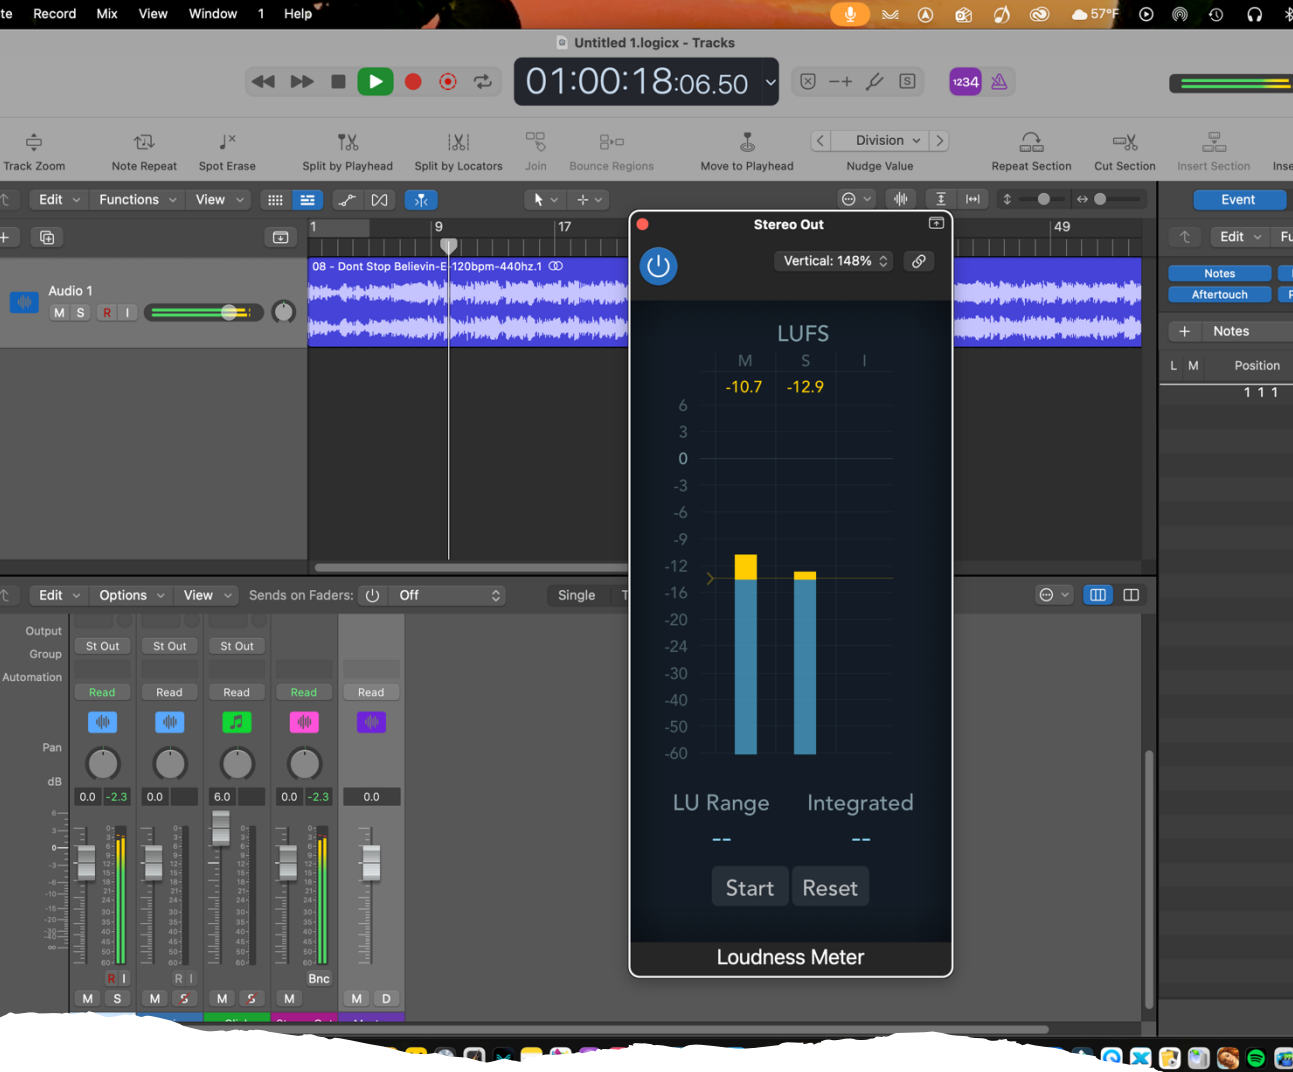 te Record Mix View Window 1 Help 57°F
Untitled 1.logicx - Tracks
01:00:18:06.50
S 1234
Track Zoom Note Repeat Spot Erase Split by Playhead Split by Locators Join Bounce Regions Move to Playhead Division Nudge Value Repeat Section Cut Section Insert Section Inse
Edit Functions View Event
1 9 17 49
Edit Fu
08 - Dont Stop Believin-E-120bpm-440hz.1
Audio 1
M S R I
Notes
Aftertouch
+ Notes
L M Position
1 1 1
Stereo Out
Vertical: 148%
LUFS
M S I
-10.7 -12.9
6
3
0
-3
-6
-9
-12
-16
-20
-24
-30
-40
-50
-60
LU Range Integrated
-- --
Start Reset
Loudness Meter
Edit Options View Sends on Faders: Off Single T
Output St Out St Out St Out
Group
Automation Read Read Read Read Read
Pan
dB 0.0 -2.3 0.0 6.0 0.0 -2.3 0.0
R I R I Bnc
M S M S M S M M D